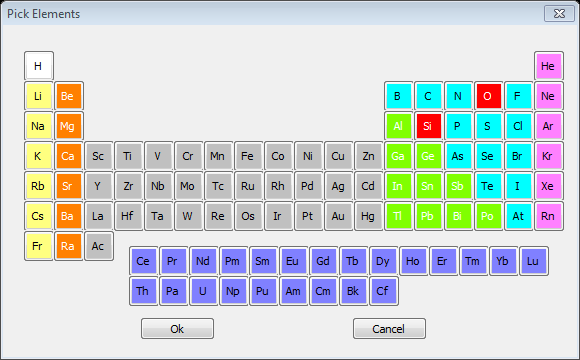 Pick Elements
H He
Li Be B C N O F Ne
Na Mg Al Si P S Cl Ar
K Ca Sc Ti V Cr Mn Fe Co Ni Cu Zn Ga Ge As Se Br Kr
Rb Sr Y Zr Nb Mo Tc Ru Rh Pd Ag Cd In Sn Sb Te I Xe
Cs Ba La Hf Ta W Re Os Ir Pt Au Hg Tl Pb Bi Po At Rn
Fr Ra Ac
Ce Pr Nd Pm Sm Eu Gd Tb Dy Ho Er Tm Yb Lu
Th Pa U Np Pu Am Cm Bk Cf
Ok Cancel